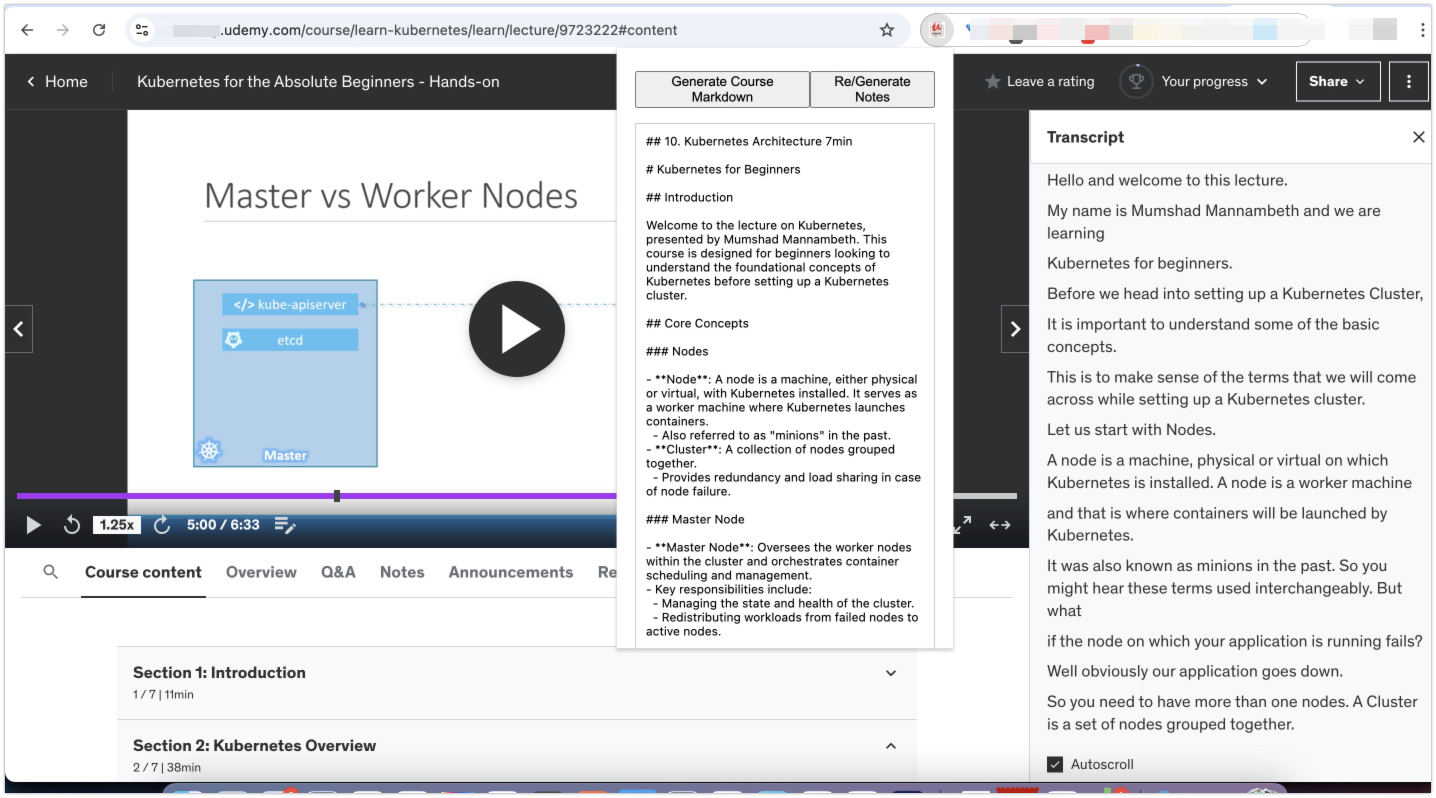 .udemy.com/course/learn-kubernetes/learn/lecture/9723222#content
Home
Kubernetes for the Absolute Beginners - Hands-on
Leave a rating
Your progress
Share
Generate Course
Markdown
Re/Generate
Notes
Master vs Worker Nodes
</> kube-apiserver
etcd
Master
1.25x
5:00 / 6:33
## 10. Kubernetes Architecture 7min
# Kubernetes for Beginners
## Introduction
Welcome to the lecture on Kubernetes,
presented by Mumshad Mannambeth. This
course is designed for beginners looking to
understand the foundational concepts of
Kubernetes before setting up a Kubernetes
cluster.
## Core Concepts
### Nodes
- **Node**: A node is a machine, either physical
or virtual, with Kubernetes installed. It serves as
a worker machine where Kubernetes launches
containers.
- Also referred to as "minions" in the past.
- **Cluster**: A collection of nodes grouped
together.
- Provides redundancy and load sharing in case
of node failure.
### Master Node
- **Master Node**: Oversees the worker nodes
within the cluster and orchestrates container
scheduling and management.
- Key responsibilities include:
- Managing the state and health of the cluster.
- Redistributing workloads from failed nodes to
active nodes.
Transcript
Hello and welcome to this lecture.
My name is Mumshad Mannambeth and we are
learning
Kubernetes for beginners.
Before we head into setting up a Kubernetes Cluster,
It is important to understand some of the basic
concepts.
This is to make sense of the terms that we will come
across while setting up a Kubernetes cluster.
Let us start with Nodes.
A node is a machine, physical or virtual on which
Kubernetes is installed. A node is a worker machine
and that is where containers will be launched by
Kubernetes.
It was also known as minions in the past. So you
might hear these terms used interchangeably. But
what
if the node on which your application is running fails?
Well obviously our application goes down.
So you need to have more than one nodes. A Cluster
is a set of nodes grouped together.
Autoscroll
Course content
Overview
Q&A
Notes
Announcements
Re
Section 1: Introduction
1 / 7 | 11min
Section 2: Kubernetes Overview
2 / 7 | 38min